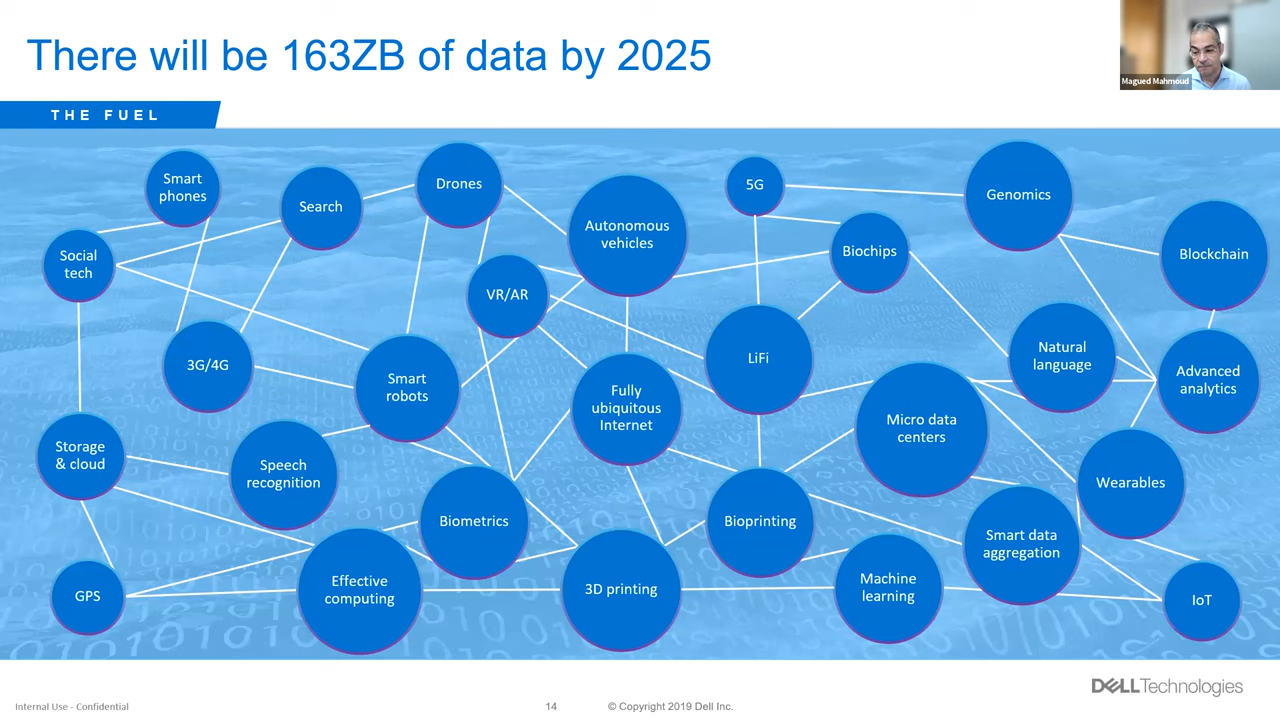 There will be 163ZB of data by 2025
Magued Mahmoud
THE FUEL
Smart
phones
Search
Drones
5G
Genomics
Autonomous
vehicles
Social
tech
Biochips
Blockchain
VR/AR
3G/4G
Smart
robots
LiFi
Natural
language
Advanced
analytics
Fully
ubiquitous
Internet
Micro data
centers
Storage
& cloud
Speech
recognition
Wearables
Biometrics
Bioprinting
Smart data
aggregation
GPS
Effective
computing
3D printing
Machine
learning
IoT
DELLTechnologies
Internal Use - Confidential
14
© Copyright 2019 Dell Inc.